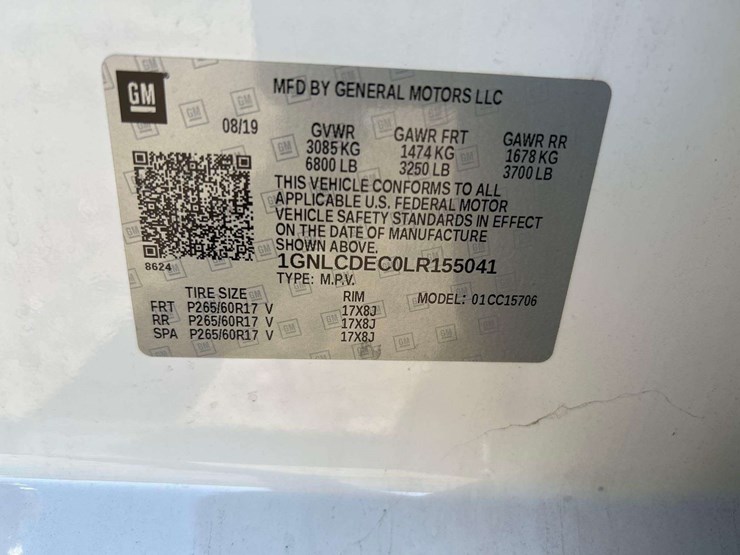 GM
MFD BY GENERAL MOTORS LLC
08/19
GVWR GAWR FRT GAWR RR
3085 KG 1474 KG 1678 KG
6800 LB 3250 LB 3700 LB
THIS VEHICLE CONFORMS TO ALL
APPLICABLE U.S. FEDERAL MOTOR
VEHICLE SAFETY STANDARDS IN EFFECT
ON THE DATE OF MANUFACTURE
SHOWN ABOVE.
8624
1GNLCDEC0LR155041
TYPE: M.P.V.
TIRE SIZE RIM MODEL: 01CC15706
FRT P265/60R17 V 17X8J
RR P265/60R17 V 17X8J
SPA P265/60R17 V 17X8J